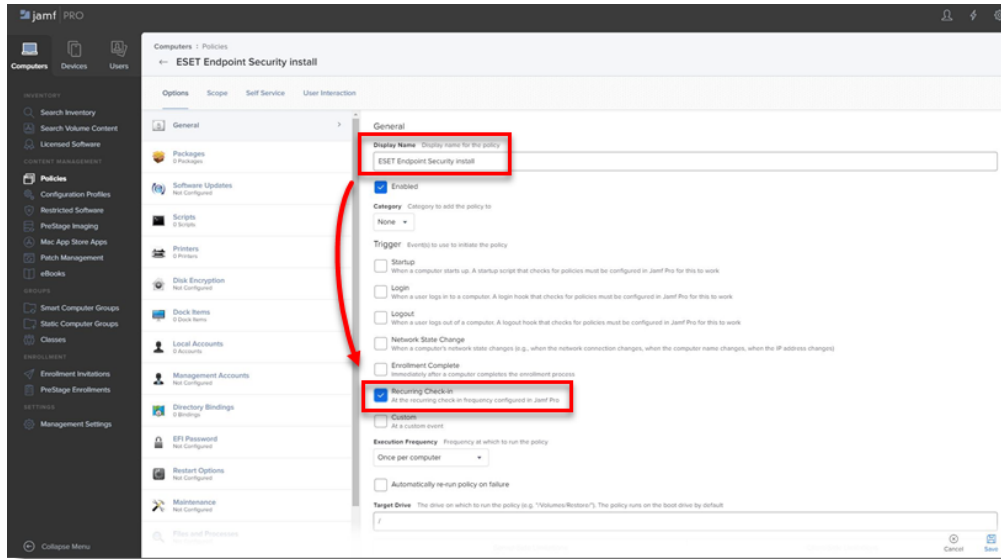 jamf PRO
Computers
Devices
Users
INVENTORY
Search Inventory
Search Volume Content
Licensed Software
CONTENT MANAGEMENT
Policies
Configuration Profiles
Restricted Software
PreStage Imaging
Mac App Store Apps
Patch Management
eBooks
GROUPS
Smart Computer Groups
Static Computer Groups
Classes
ENROLLMENT
Enrollment Invitations
PreStage Enrollments
SETTINGS
Management Settings
Collapse Menu
Computers : Policies
← ESET Endpoint Security install
Options Scope Self Service User Interaction
General
Packages
0 Packages
Software Updates
Not Configured
Scripts
0 Scripts
Printers
0 Printers
Disk Encryption
Not Configured
Dock Items
0 Dock Items
Local Accounts
0 Accounts
Management Accounts
Not Configured
Directory Bindings
0 Bindings
EFI Password
Not Configured
Restart Options
Not Configured
Maintenance
Not Configured
Files and Processes
General
Display Name Display name for the policy
ESET Endpoint Security install
Enabled
Category Category to add the policy to
None
Trigger Event(s) to use to initiate the policy
Startup
When a computer starts up. A startup script that checks for policies must be configured in Jamf Pro for this to work
Login
When a user logs in to a computer. A login hook that checks for policies must be configured in Jamf Pro for this to work
Logout
When a user logs out of a computer. A logout hook that checks for policies must be configured in Jamf Pro for this to work
Network State Change
When a computer's network state changes (e.g., when the network connection changes, when the computer name changes, when the IP address changes)
Enrollment Complete
Immediately after a computer completes the enrollment process
Recurring Check-in
At the recurring check-in frequency configured in Jamf Pro
Custom
At a custom event
Execution Frequency Frequency at which to run the policy
Once per computer
Automatically re-run policy on failure
Target Drive The drive on which to run the policy (e.g. "/Volumes/Restore/"). The policy runs on the boot drive by default
/
Cancel
Save